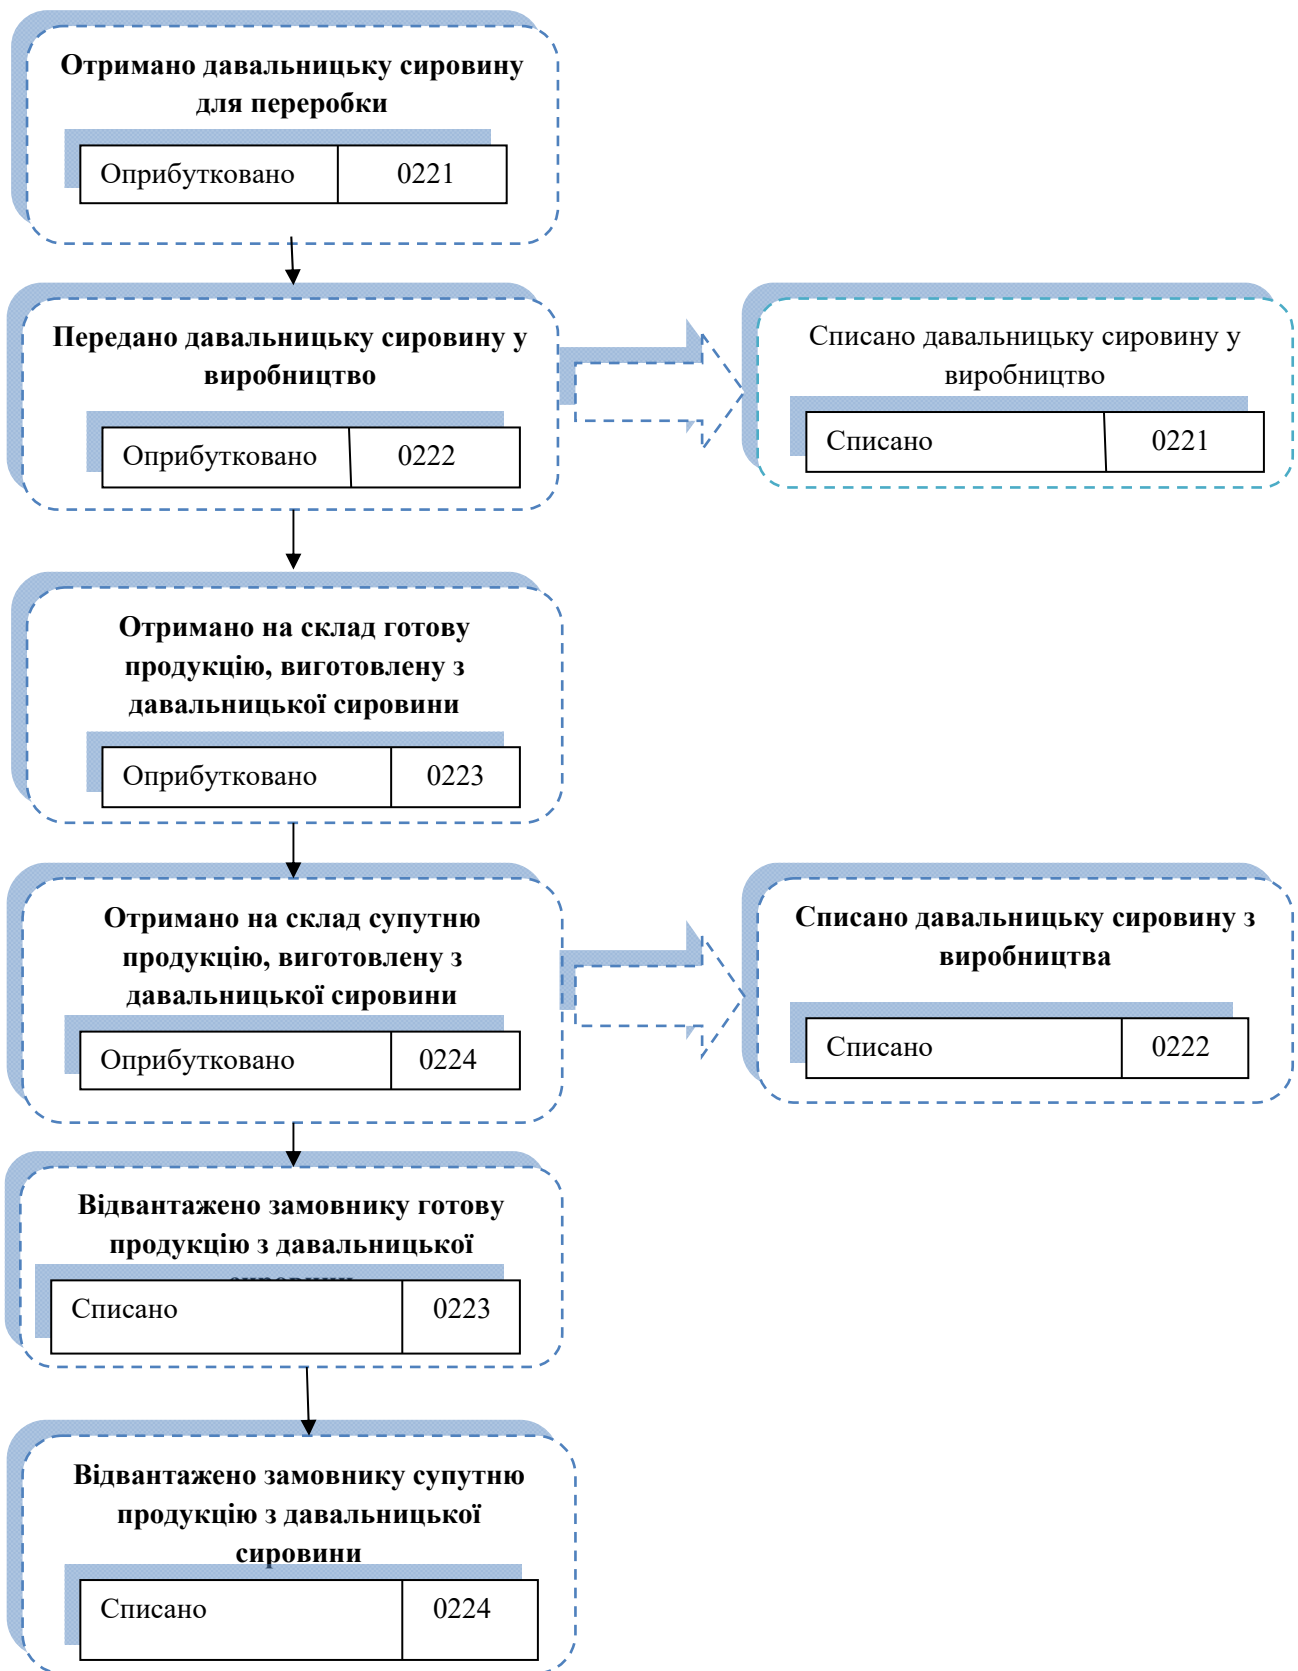 Отримано давальницьку сировину
для переробки
Оприбутковано 0221
Передано давальницьку сировину у
виробництво
Оприбутковано 0222
Списано давальницьку сировину у
виробництво
Списано 0221
Отримано на склад готову
продукцію, виготовлену з
давальницької сировини
Оприбутковано 0223
Отримано на склад супутню
продукцію, виготовлену з
давальницької сировини
Оприбутковано 0224
Списано давальницьку сировину з
виробництва
Списано 0222
Відвантажено замовнику готову
продукцію з давальницької
Списано 0223
Відвантажено замовнику супутню
продукцію з давальницької
сировини
Списано 0224